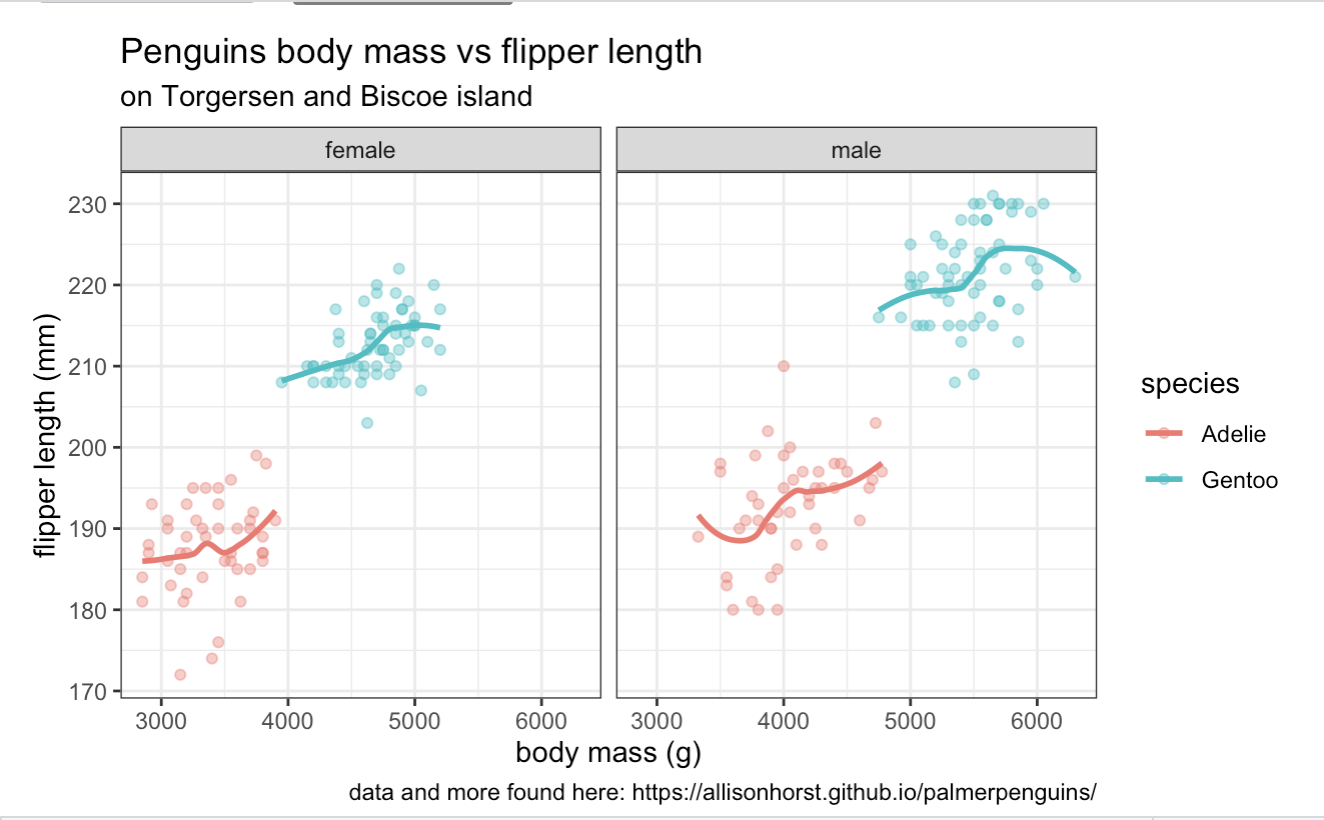 Penguins body mass vs flipper length
on Torgersen and Biscoe island
female
male
230
220
210
200
190
180
170
flipper length (mm)
3000 4000 5000 6000
3000 4000 5000 6000
body mass (g)
species
Adelie
Gentoo
data and more found here: https://allisonhorst.github.io/palmerpenguins/